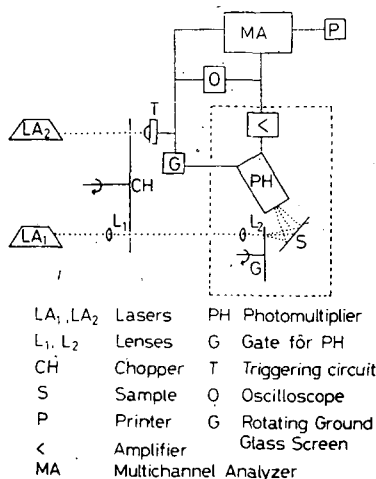 MA
P
O
T
<
LA₂
G
CH
PH
L₁
L₂
LA₁
S
G
LA₁,LA₂ Lasers PH Photomultiplier
L₁, L₂ Lenses G Gate for PH
CH Chopper T Triggering circuit
S Sample O Oscilloscope
P Printer G Rotating Ground
< Amplifier Glass Screen
MA Multichannel Analyzer